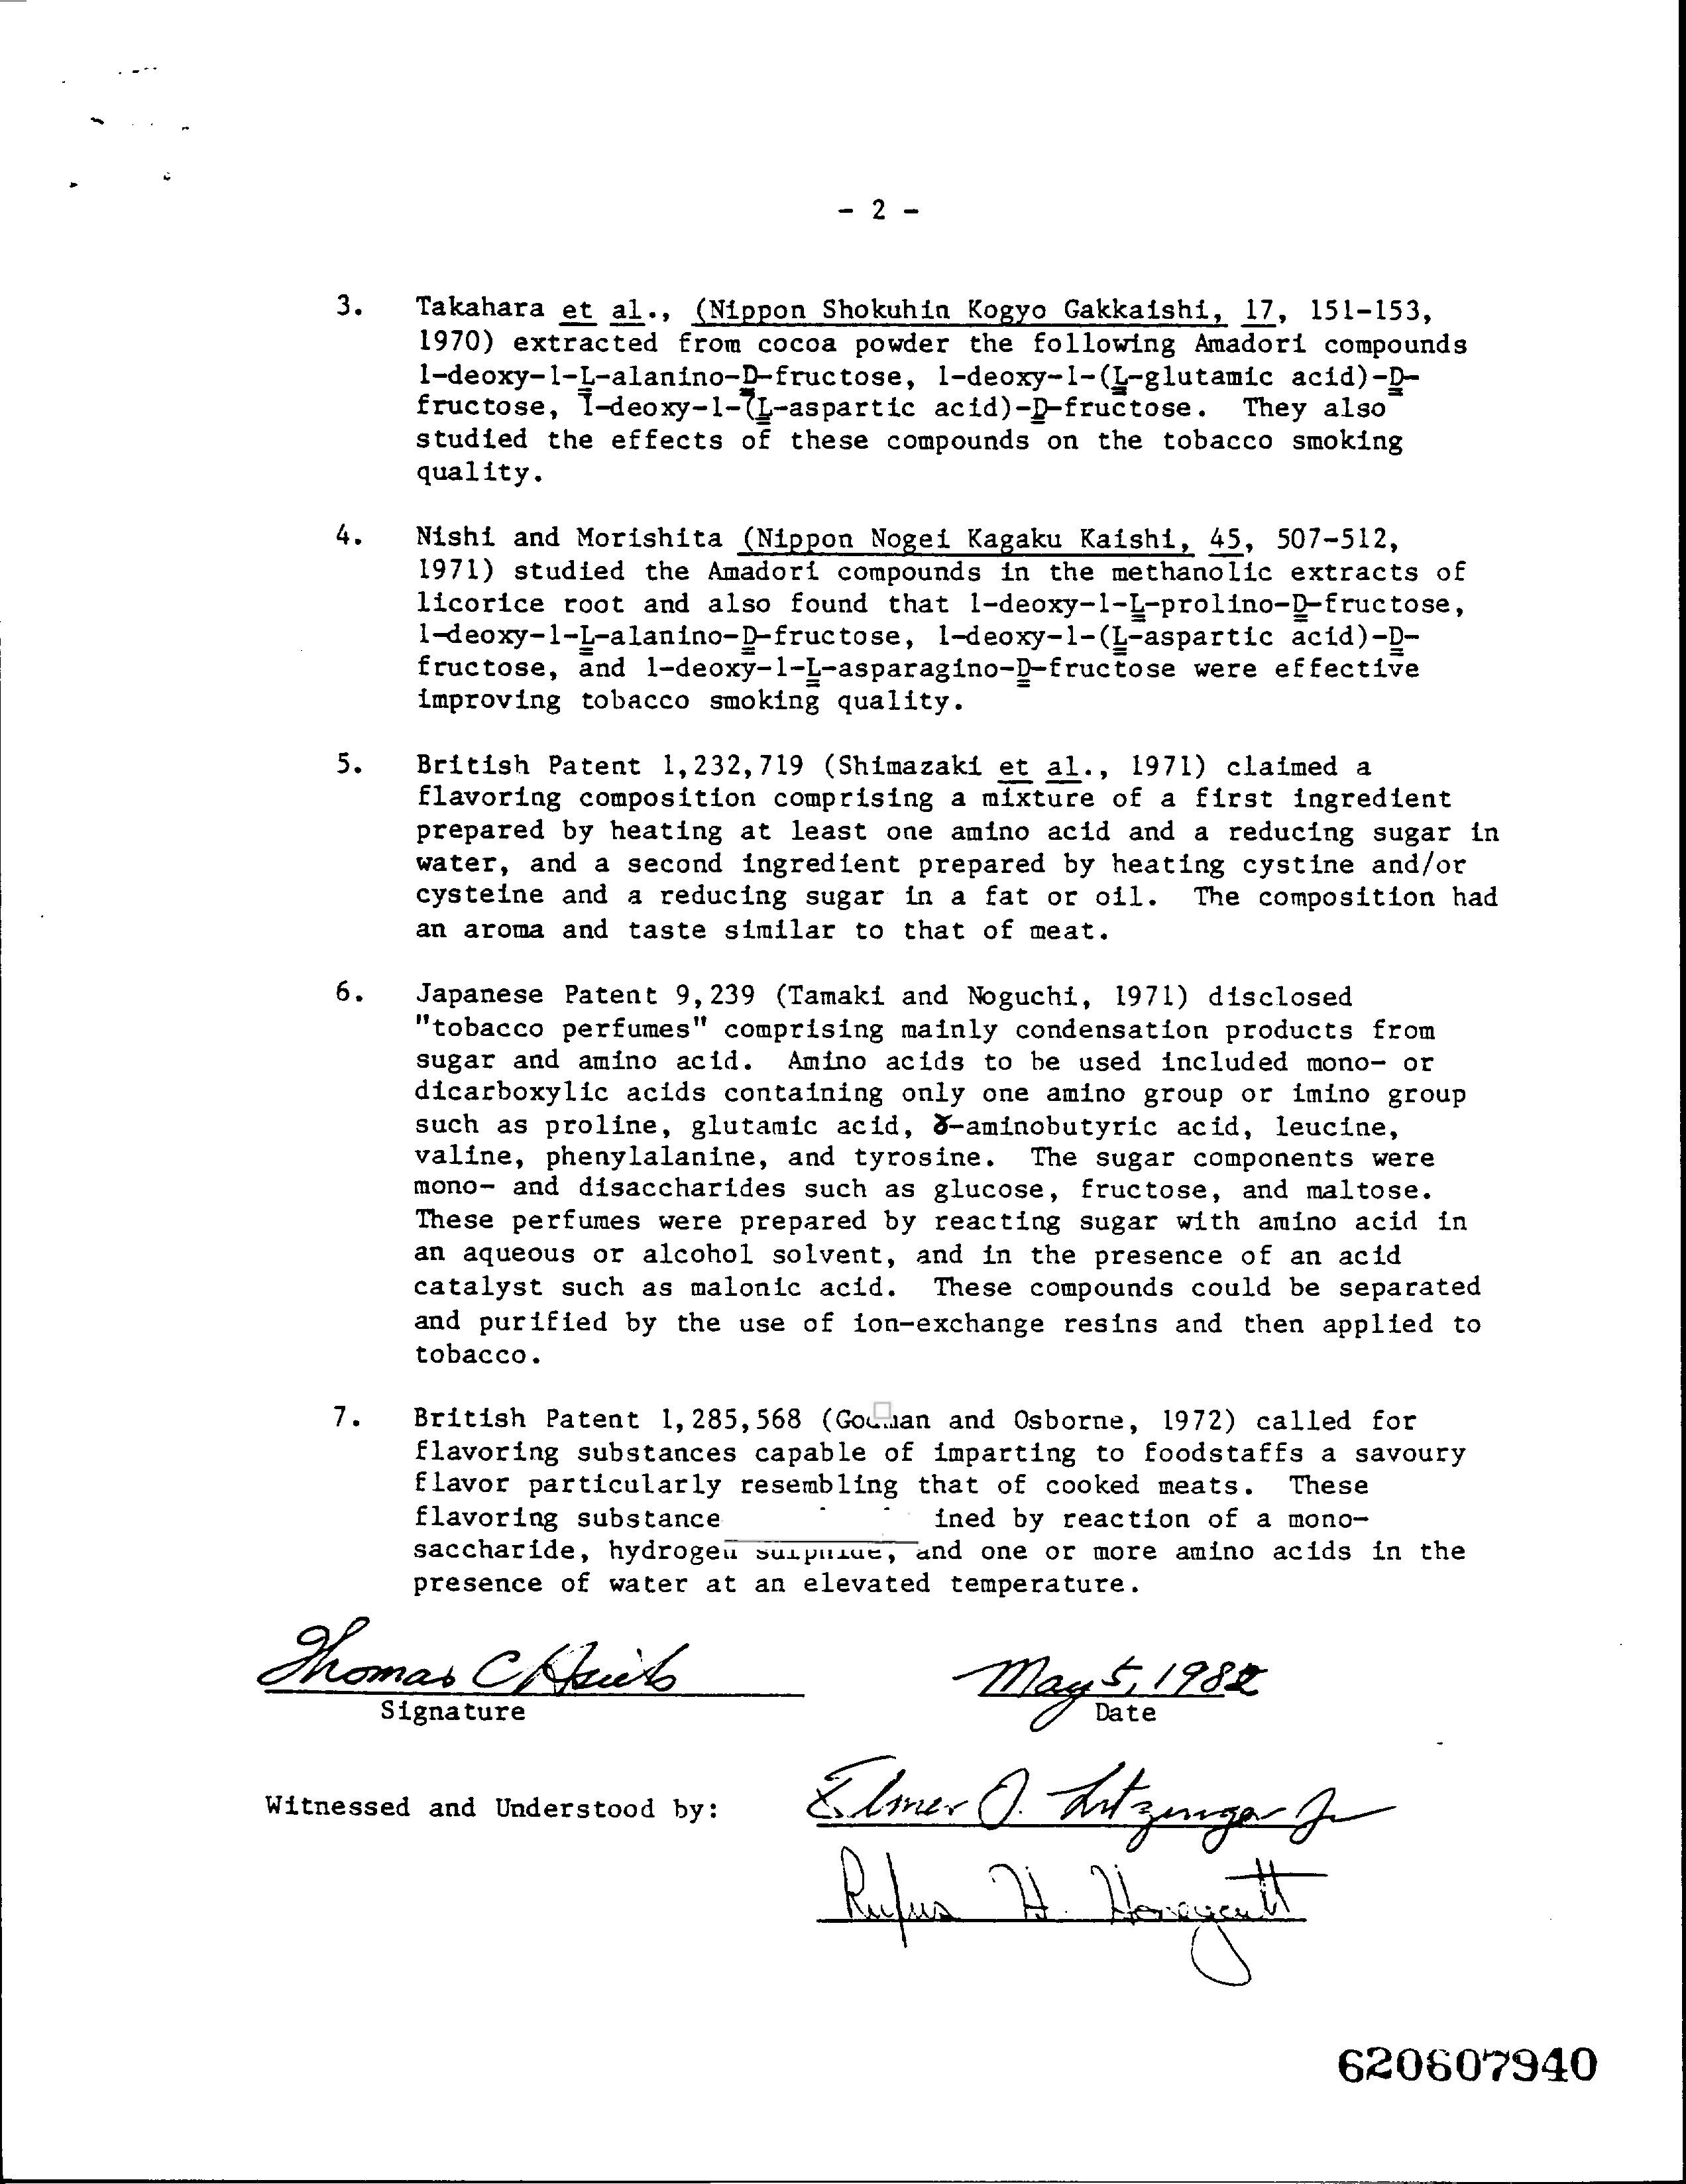 - 2 -
3. Takahara et al., (Nippon Shokuhin Kogyo Gakkaishi, 17, 151-153,
1970) extracted from cocoa powder the following Amadori compounds
1-deoxy-1-L-alanino-D-fructose, 1-deoxy-1-(L-glutamic acid)-D-
fructose, 1-deoxy-1-(L-aspartic acid)-D-fructose. They also
studied the effects of these compounds on the tobacco smoking
quality.
4. Nishi and Morishita (Nippon Nogei Kagaku Kaishi, 45, 507-512,
1971) studied the Amadori compounds in the methanolic extracts of
licorice root and also found that 1-deoxy-1-L-prolino-D-fructose,
1-deoxy-1-L-alanino-D-fructose, 1-deoxy-1-(L-aspartic acid)-D-
fructose, and 1-deoxy-1-L-asparagino-D-fructose were effective
improving tobacco smoking quality.
5. British Patent 1,232,719 (Shimazaki et al., 1971) claimed a
flavoring composition comprising a mixture of a first ingredient
prepared by heating at least one amino acid and a reducing sugar in
water, and a second ingredient prepared by heating cystine and/or
cysteine and a reducing sugar in a fat or oil. The composition had
an aroma and taste similar to that of meat.
6. Japanese Patent 9,239 (Tamaki and Noguchi, 1971) disclosed
"tobacco perfumes" comprising mainly condensation products from
sugar and amino acid. Amino acids to be used included mono- or
dicarboxylic acids containing only one amino group or imino group
such as proline, glutamic acid, γ-aminobutyric acid, leucine,
valine, phenylalanine, and tyrosine. The sugar components were
mono- and disaccharides such as glucose, fructose, and maltose.
These perfumes were prepared by reacting sugar with amino acid in
an aqueous or alcohol solvent, and in the presence of an acid
catalyst such as malonic acid. These compounds could be separated
and purified by the use of ion-exchange resins and then applied to
tobacco.
7. British Patent 1,285,568 ( and Osborne, 1972) called for
flavoring substances capable of imparting to foodstaffs a savoury
flavor particularly resembling that of cooked meats. These
flavoring substance ined by reaction of a mono-
saccharide, hydrogen sulphide, and one or more amino acids in the
presence of water at an elevated temperature.
Thomas C Hsieh May 5, 1982
Signature Date
Witnessed and Understood by: Elmer J. Litzinger Jr
Rufus H. Honeycutt
620607940